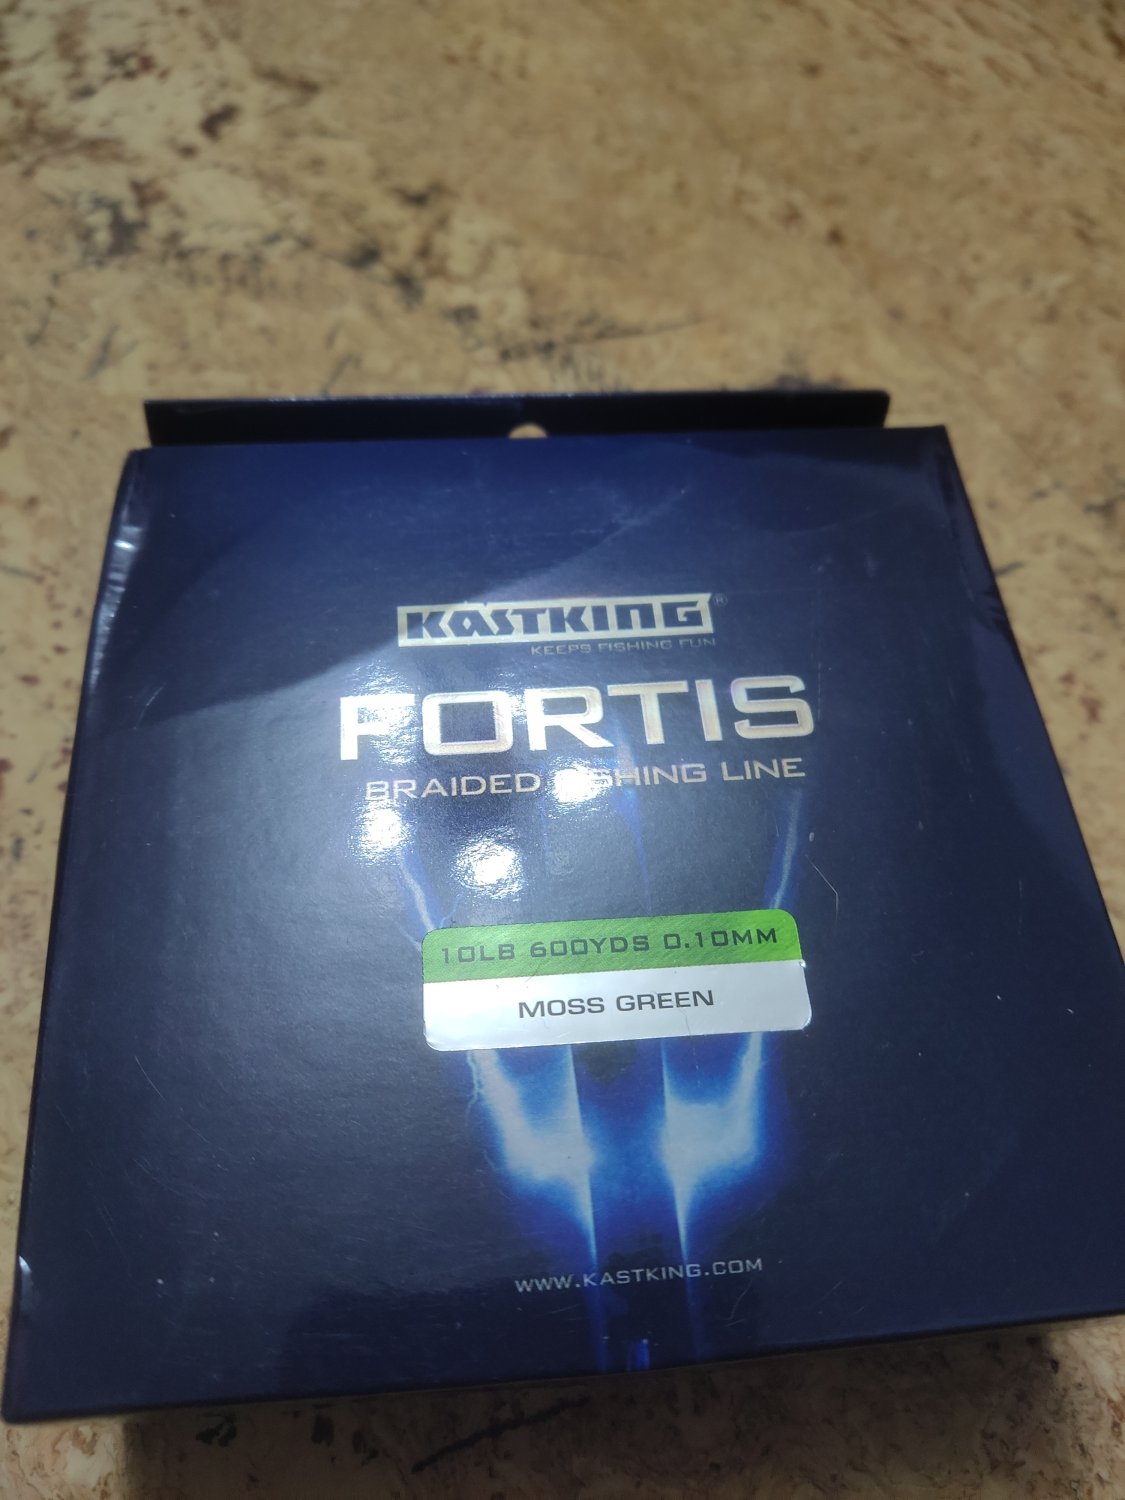 KASTKING®
KEEPS FISHING FUN
FORTIS
BRAIDED FISHING LINE
10LB 600YDS 0.10MM
MOSS GREEN
WWW.KASTKING.COM